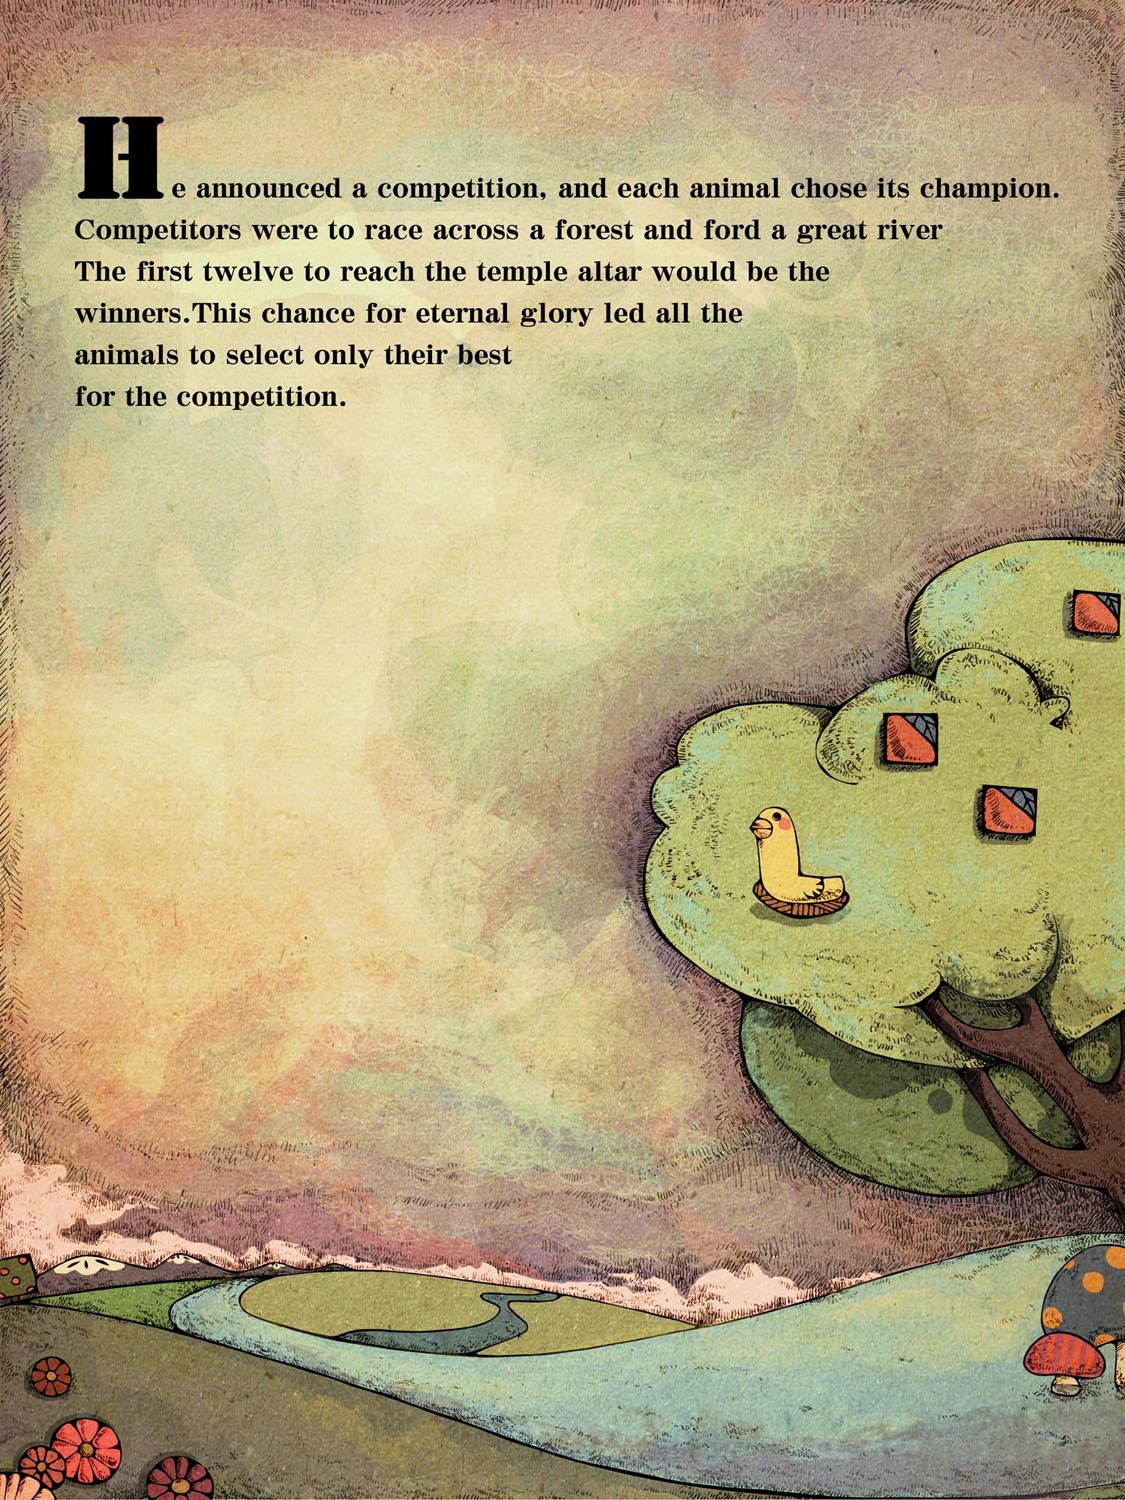 He announced a competition, and each animal chose its champion.
Competitors were to race across a forest and ford a great river
The first twelve to reach the temple altar would be the
winners.This chance for eternal glory led all the
animals to select only their best
for the competition.